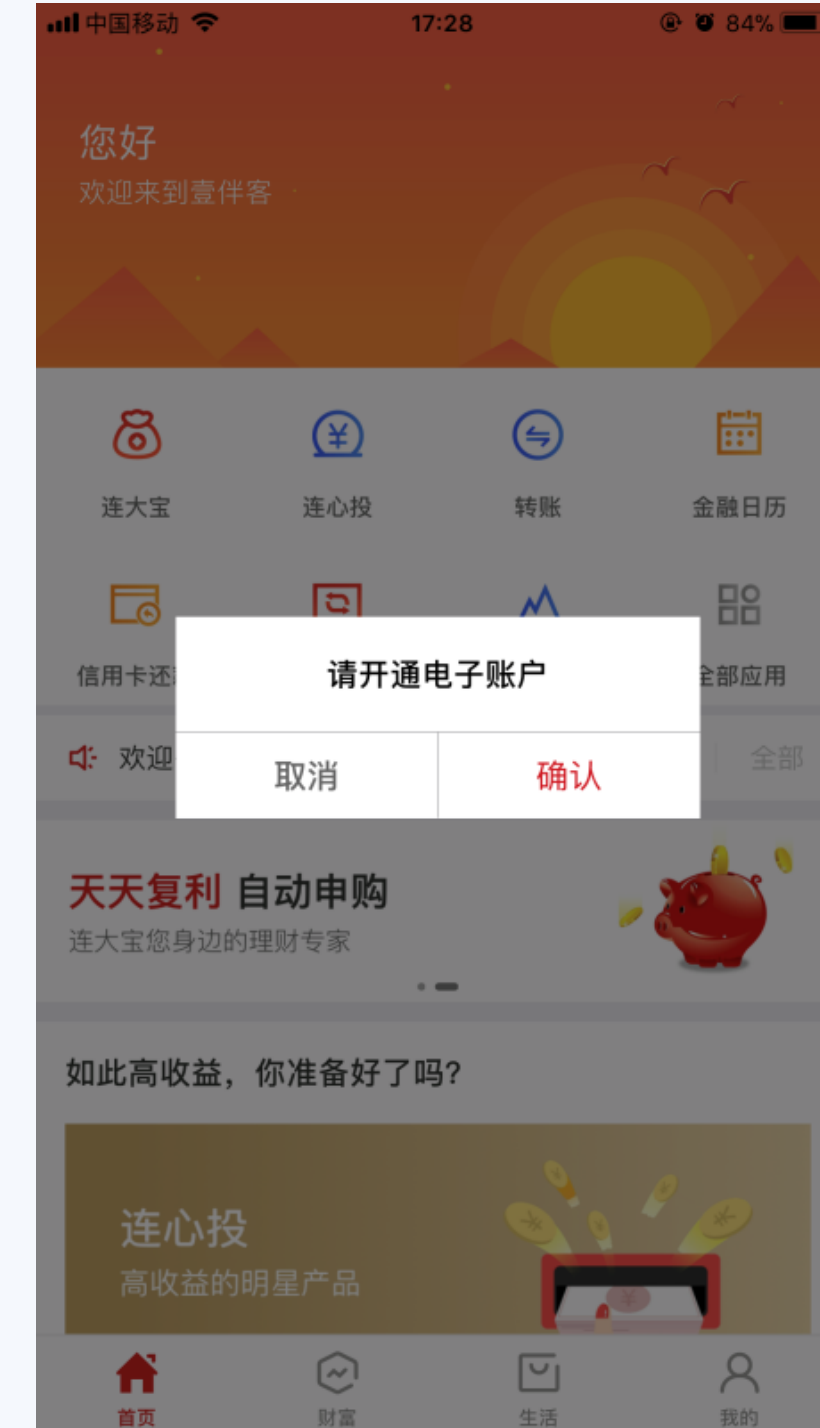 中国移动 17:28 84%
您好
欢迎来到壹伴客
连大宝 连心投 转账 金融日历
信用卡还 全部应用
请开通电子账户
取消 确认
欢迎 全部
天天复利 自动申购
连大宝您身边的理财专家
如此高收益，你准备好了吗？
连心投
高收益的明星产品
首页 财富 生活 我的